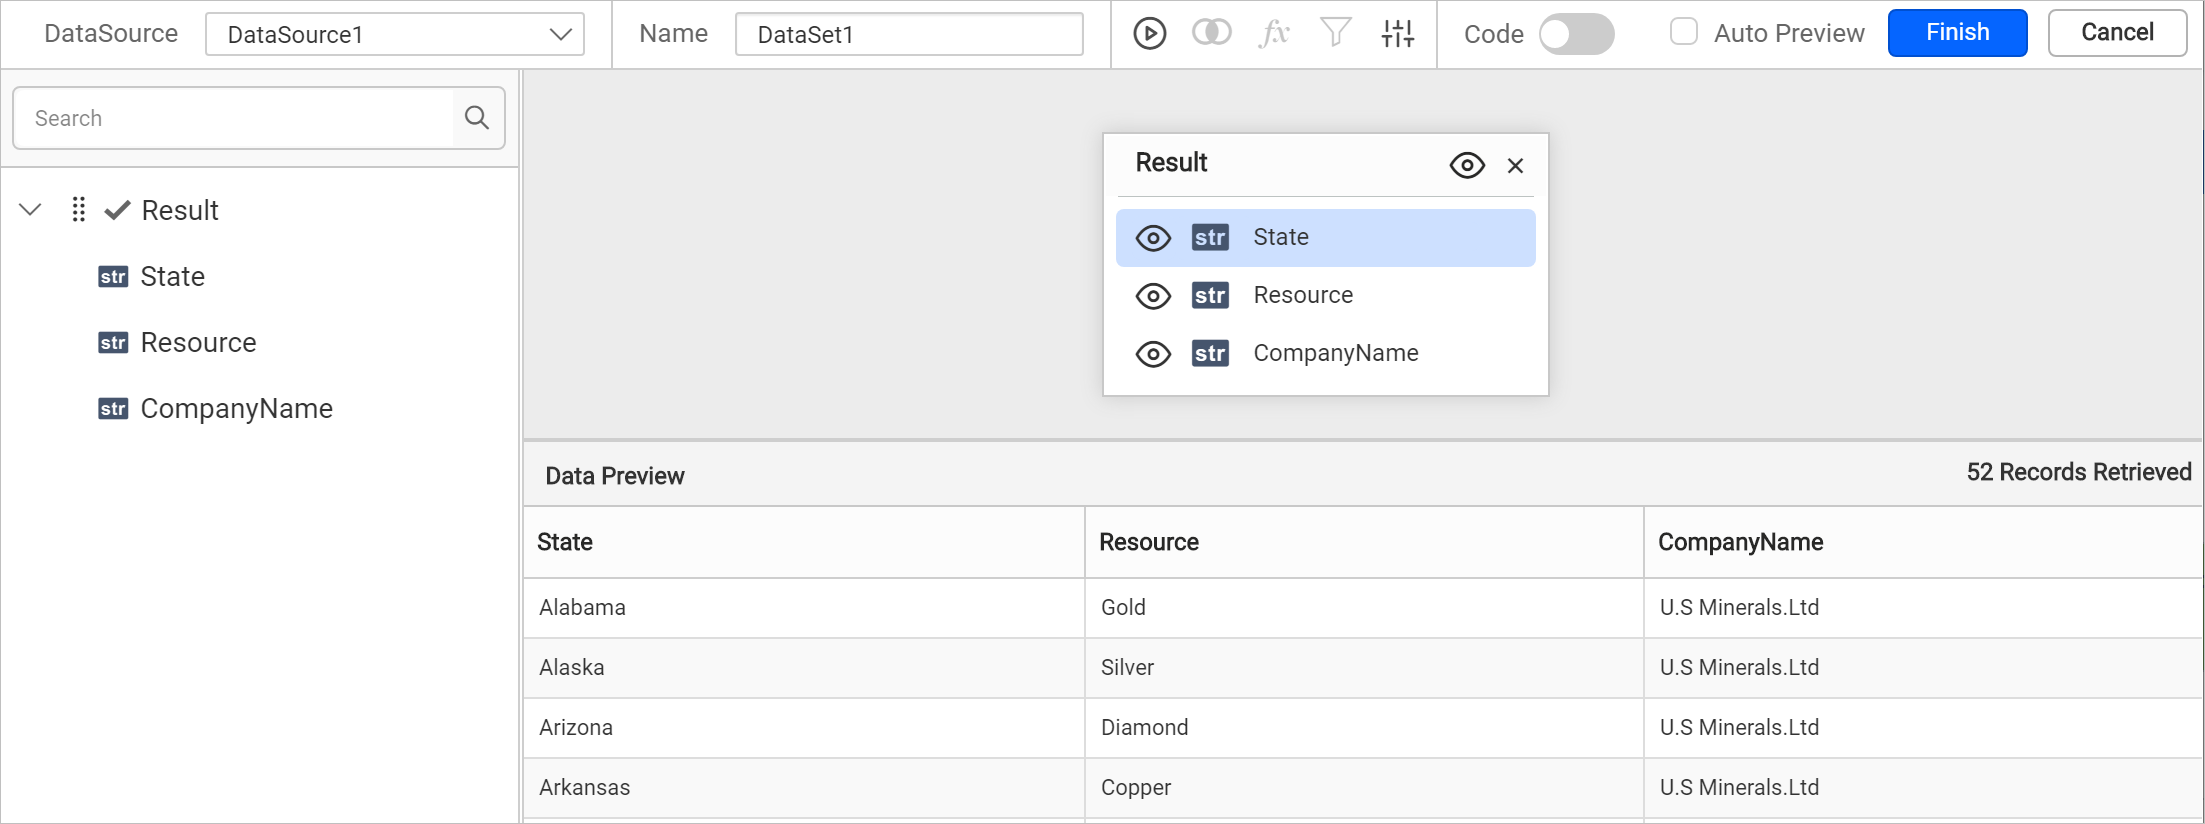 DataSource DataSource1 Name DataSet1 fx Code Auto Preview Finish Cancel
Search
Result
str State
str Resource
str CompanyName
Result
str State
str Resource
str CompanyName
Data Preview 52 Records Retrieved
State Resource CompanyName
Alabama Gold U.S Minerals.Ltd
Alaska Silver U.S Minerals.Ltd
Arizona Diamond U.S Minerals.Ltd
Arkansas Copper U.S Minerals.Ltd